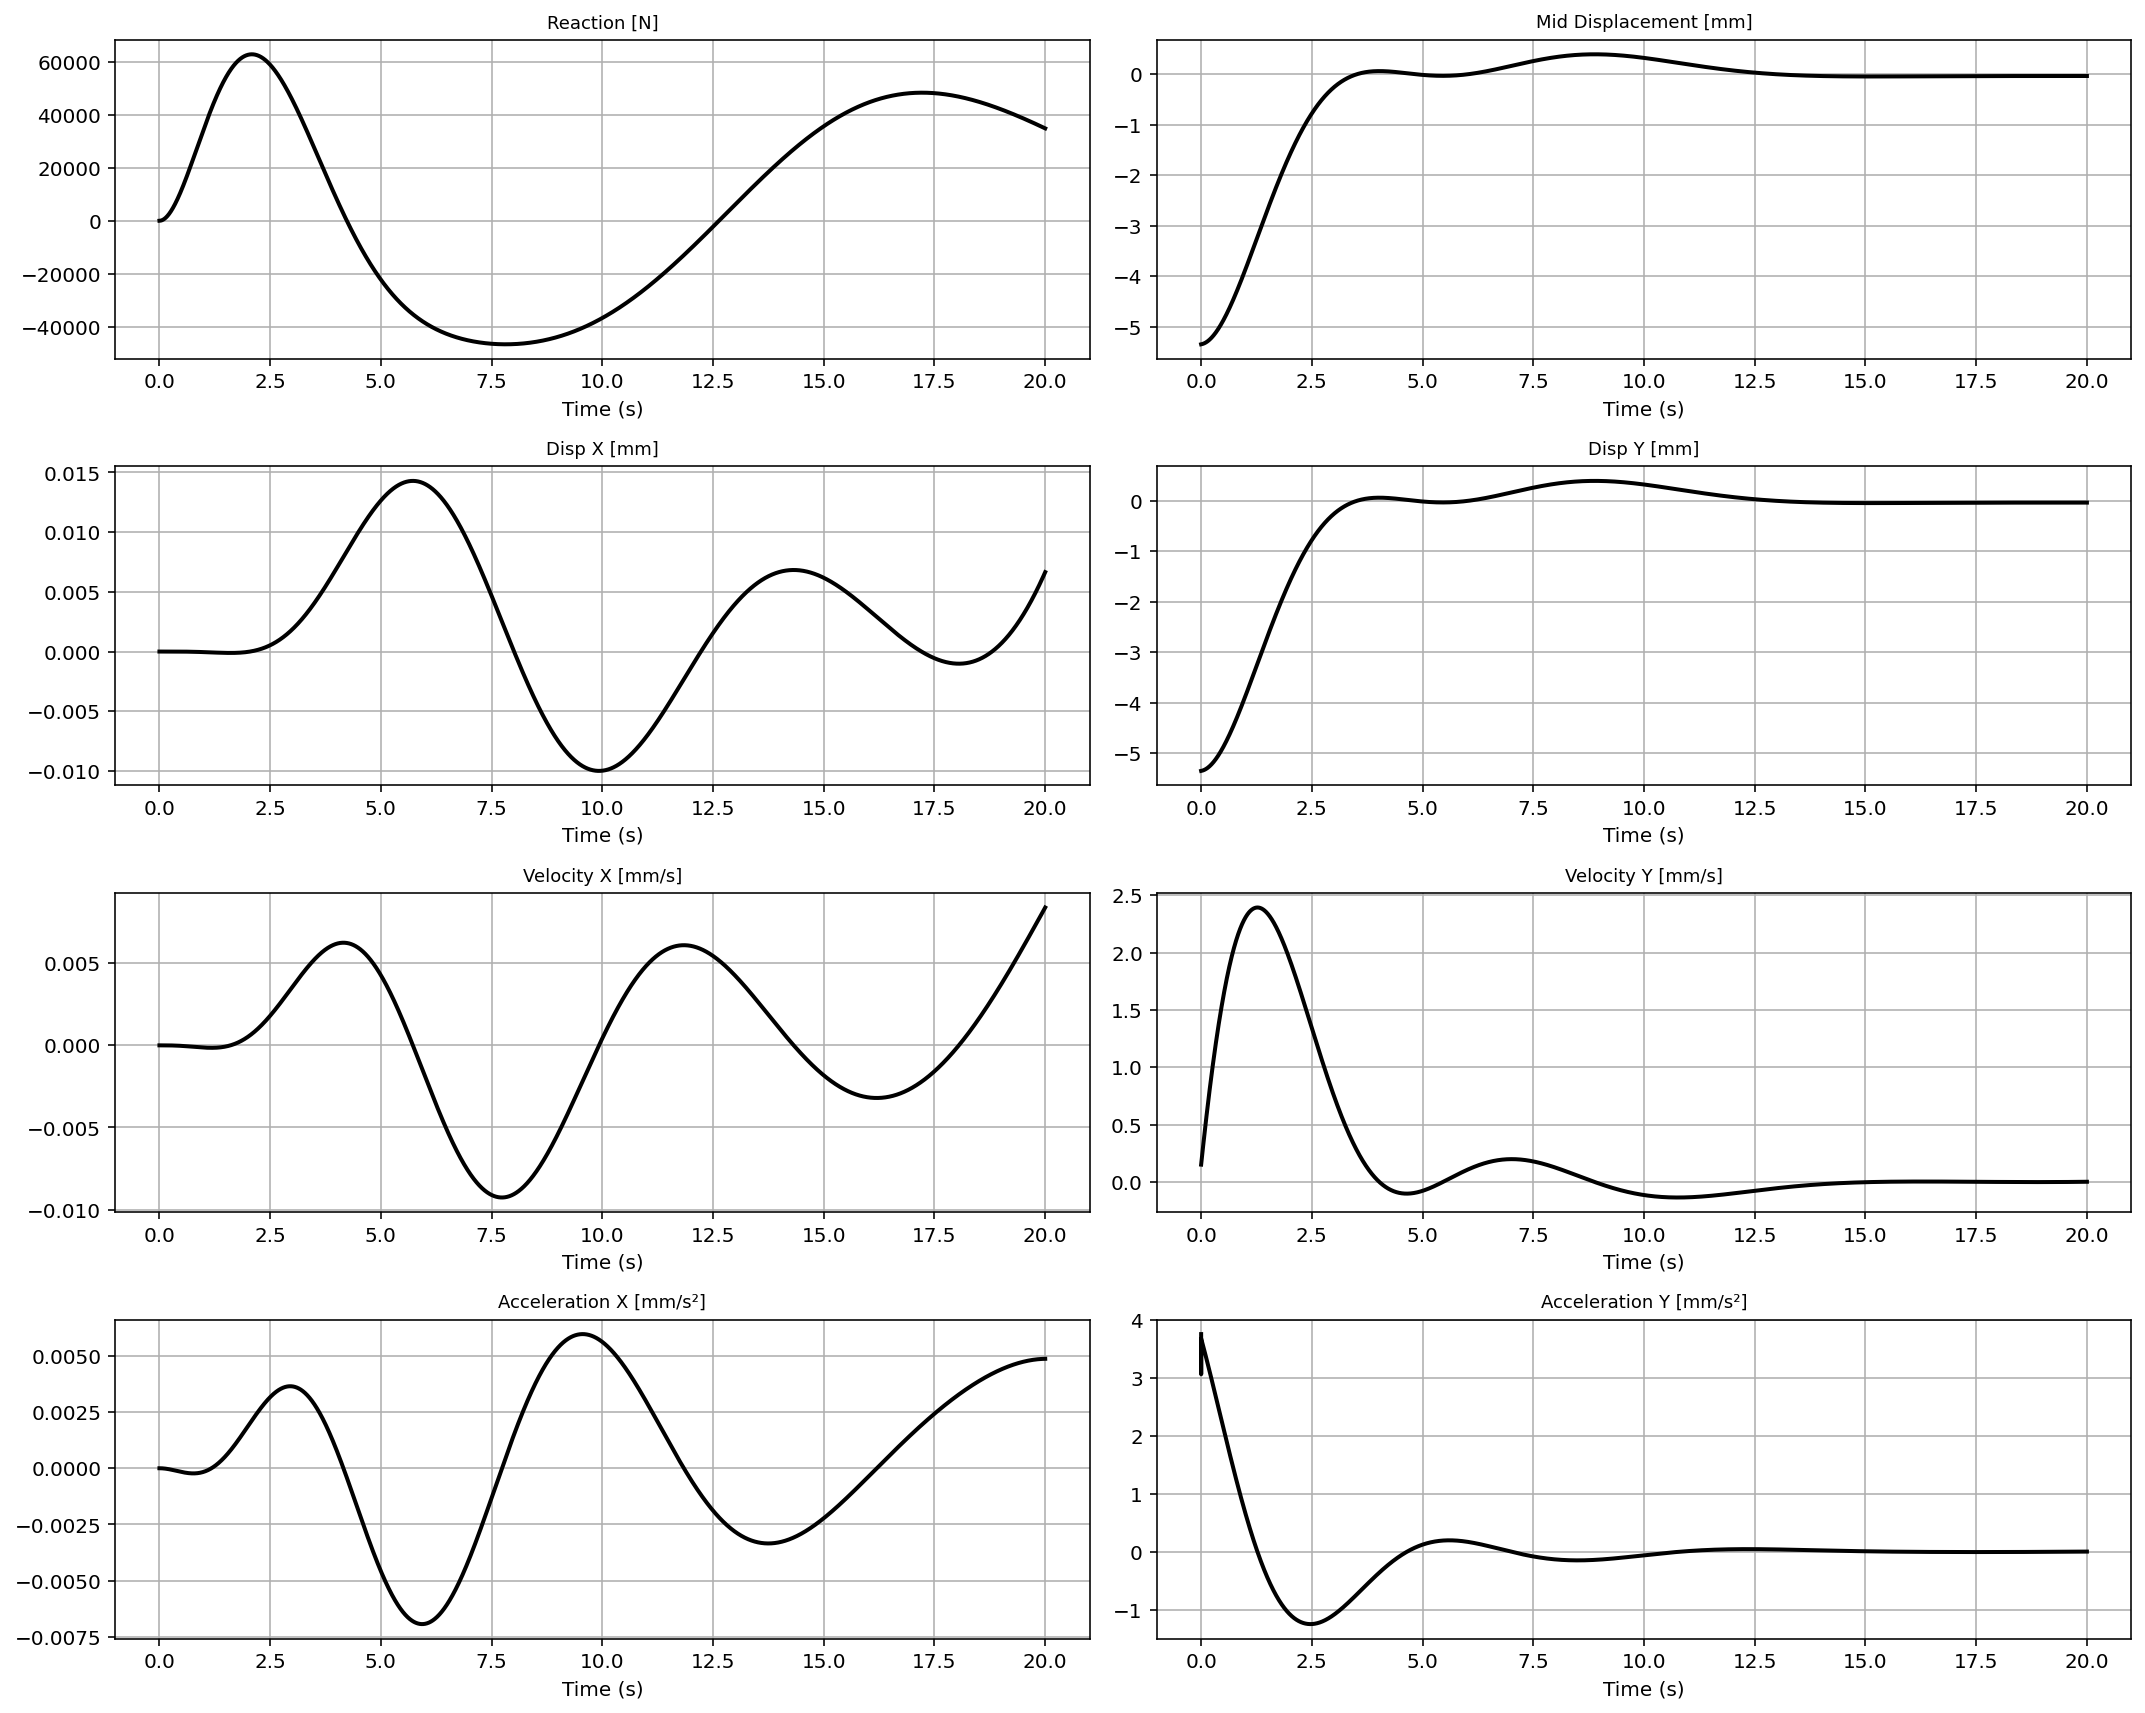 Reaction [N]
60000
40000
20000
0
−20000
−40000
0.0 2.5 5.0 7.5 10.0 12.5 15.0 17.5 20.0
Time (s)
Mid Displacement [mm]
0
−1
−2
−3
−4
−5
0.0 2.5 5.0 7.5 10.0 12.5 15.0 17.5 20.0
Time (s)
Disp X [mm]
0.015
0.010
0.005
0.000
−0.005
−0.010
0.0 2.5 5.0 7.5 10.0 12.5 15.0 17.5 20.0
Time (s)
Disp Y [mm]
0
−1
−2
−3
−4
−5
0.0 2.5 5.0 7.5 10.0 12.5 15.0 17.5 20.0
Time (s)
Velocity X [mm/s]
0.005
0.000
−0.005
−0.010
0.0 2.5 5.0 7.5 10.0 12.5 15.0 17.5 20.0
Time (s)
Velocity Y [mm/s]
2.5
2.0
1.5
1.0
0.5
0.0
0.0 2.5 5.0 7.5 10.0 12.5 15.0 17.5 20.0
Time (s)
Acceleration X [mm/s²]
0.0050
0.0025
0.0000
−0.0025
−0.0050
−0.0075
0.0 2.5 5.0 7.5 10.0 12.5 15.0 17.5 20.0
Time (s)
Acceleration Y [mm/s²]
4
3
2
1
0
−1
0.0 2.5 5.0 7.5 10.0 12.5 15.0 17.5 20.0
Time (s)